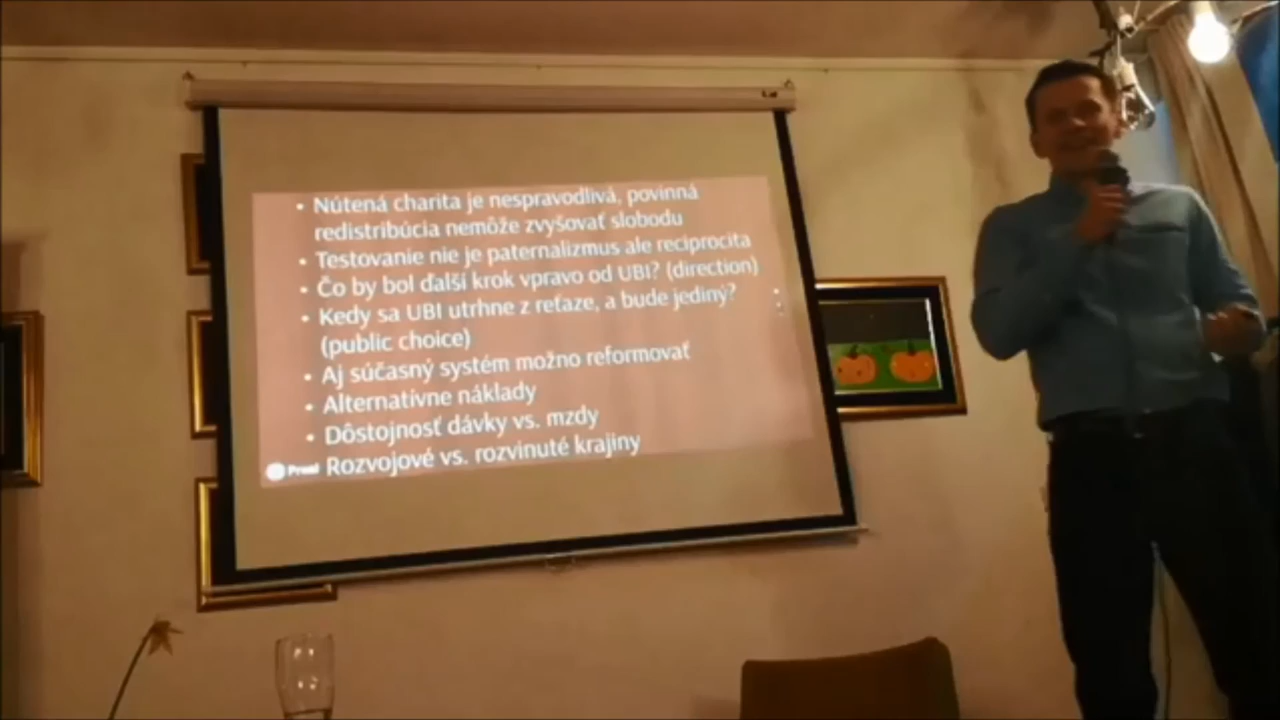 • Nútená charita je nespravodlivá, povinná
redistribúcia nemôže zvyšovať slobodu
• Testovanie nie je paternalizmus ale reciprocita
• Čo by bol ďalší krok vpravo od UBI? (direction)
• Kedy sa UBI utrhne z reťaze, a bude jediný?
(public choice)
• Aj súčasný systém možno reformovať
• Alternatívne náklady
• Dôstojnosť dávky vs. mzdy
Rozvojové vs. rozvinuté krajiny